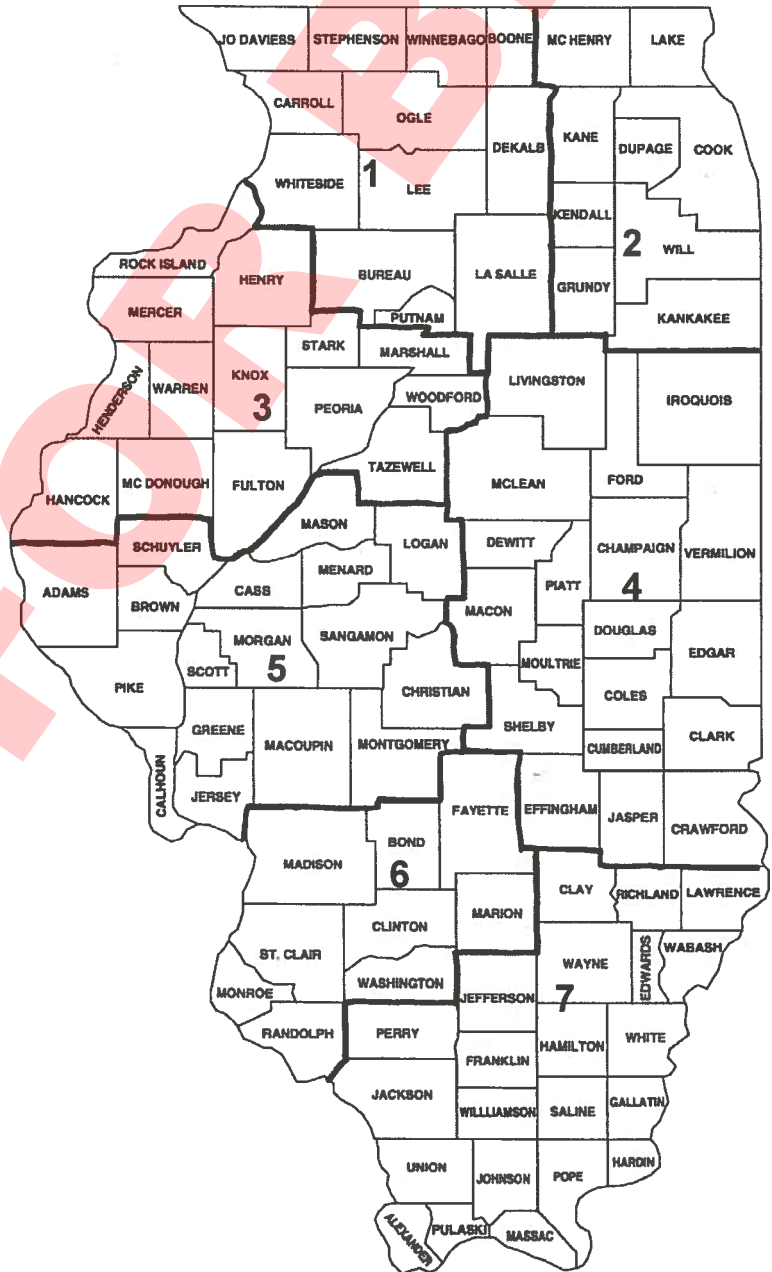 JO DAVIESS STEPHENSON WINNEBAGO BOONE MC HENRY LAKE
CARROLL OGLE DEKALB KANE DUPAGE COOK
WHITESIDE 1 LEE KENDALL 2 WILL
ROCK ISLAND HENRY BUREAU LA SALLE GRUNDY
MERCER PUTNAM KANKAKEE
STARK MARSHALL
HENDERSON WARREN KNOX 3 PEORIA WOODFORD LIVINGSTON IROQUOIS
HANCOCK MC DONOUGH FULTON TAZEWELL MCLEAN FORD
MASON
SCHUYLER LOGAN DEWITT CHAMPAIGN VERMILION
ADAMS BROWN CASS MENARD MACON PIATT 4
MORGAN SANGAMON DOUGLAS EDGAR
PIKE SCOTT 5 CHRISTIAN MOULTRIE COLES
GREENE MACOUPIN MONTGOMERY SHELBY CUMBERLAND CLARK
CALHOUN JERSEY FAYETTE EFFINGHAM JASPER CRAWFORD
MADISON BOND 6
CLAY RICHLAND LAWRENCE
MARION
ST. CLAIR CLINTON WAYNE EDWARDS WABASH
MONROE WASHINGTON JEFFERSON 7
RANDOLPH PERRY FRANKLIN HAMILTON WHITE
JACKSON WILLLIAMSON SALINE GALLATIN
UNION JOHNSON POPE HARDIN
ALEXANDER PULASKI MASSAC
TOR B